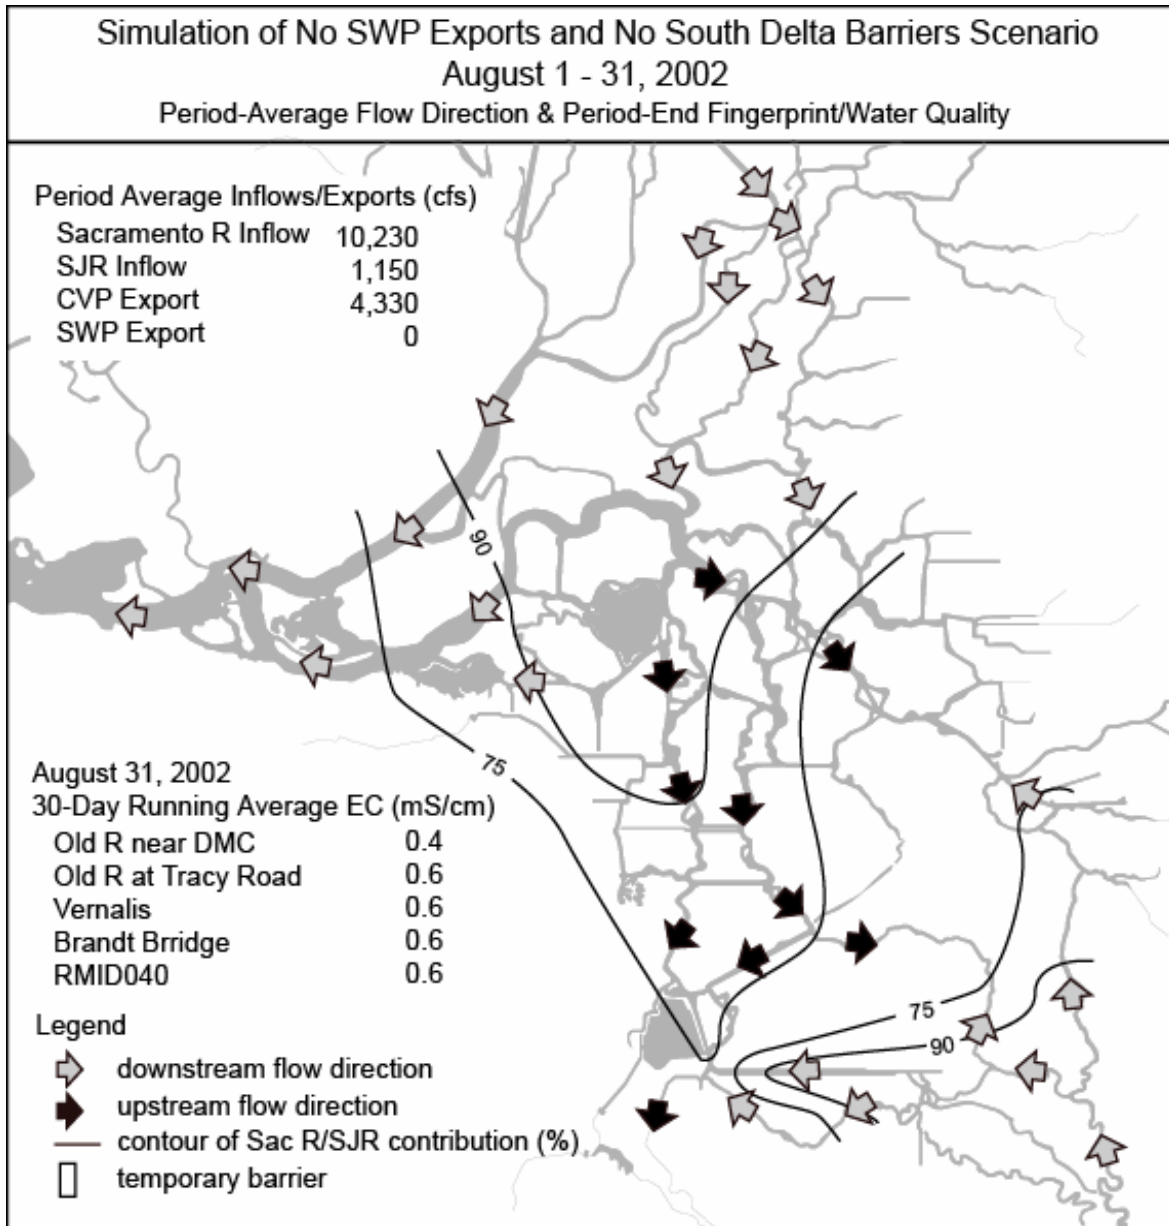 Simulation of No SWP Exports and No South Delta Barriers Scenario
August 1 - 31, 2002
Period-Average Flow Direction & Period-End Fingerprint/Water Quality
Period Average Inflows/Exports (cfs)
Sacramento R Inflow 10,230
SJR Inflow 1,150
CVP Export 4,330
SWP Export 0
90
75
August 31, 2002
30-Day Running Average EC (mS/cm)
Old R near DMC 0.4
Old R at Tracy Road 0.6
Vernalis 0.6
Brandt Brridge 0.6
RMID040 0.6
75
90
Legend
downstream flow direction
upstream flow direction
contour of Sac R/SJR contribution (%)
temporary barrier